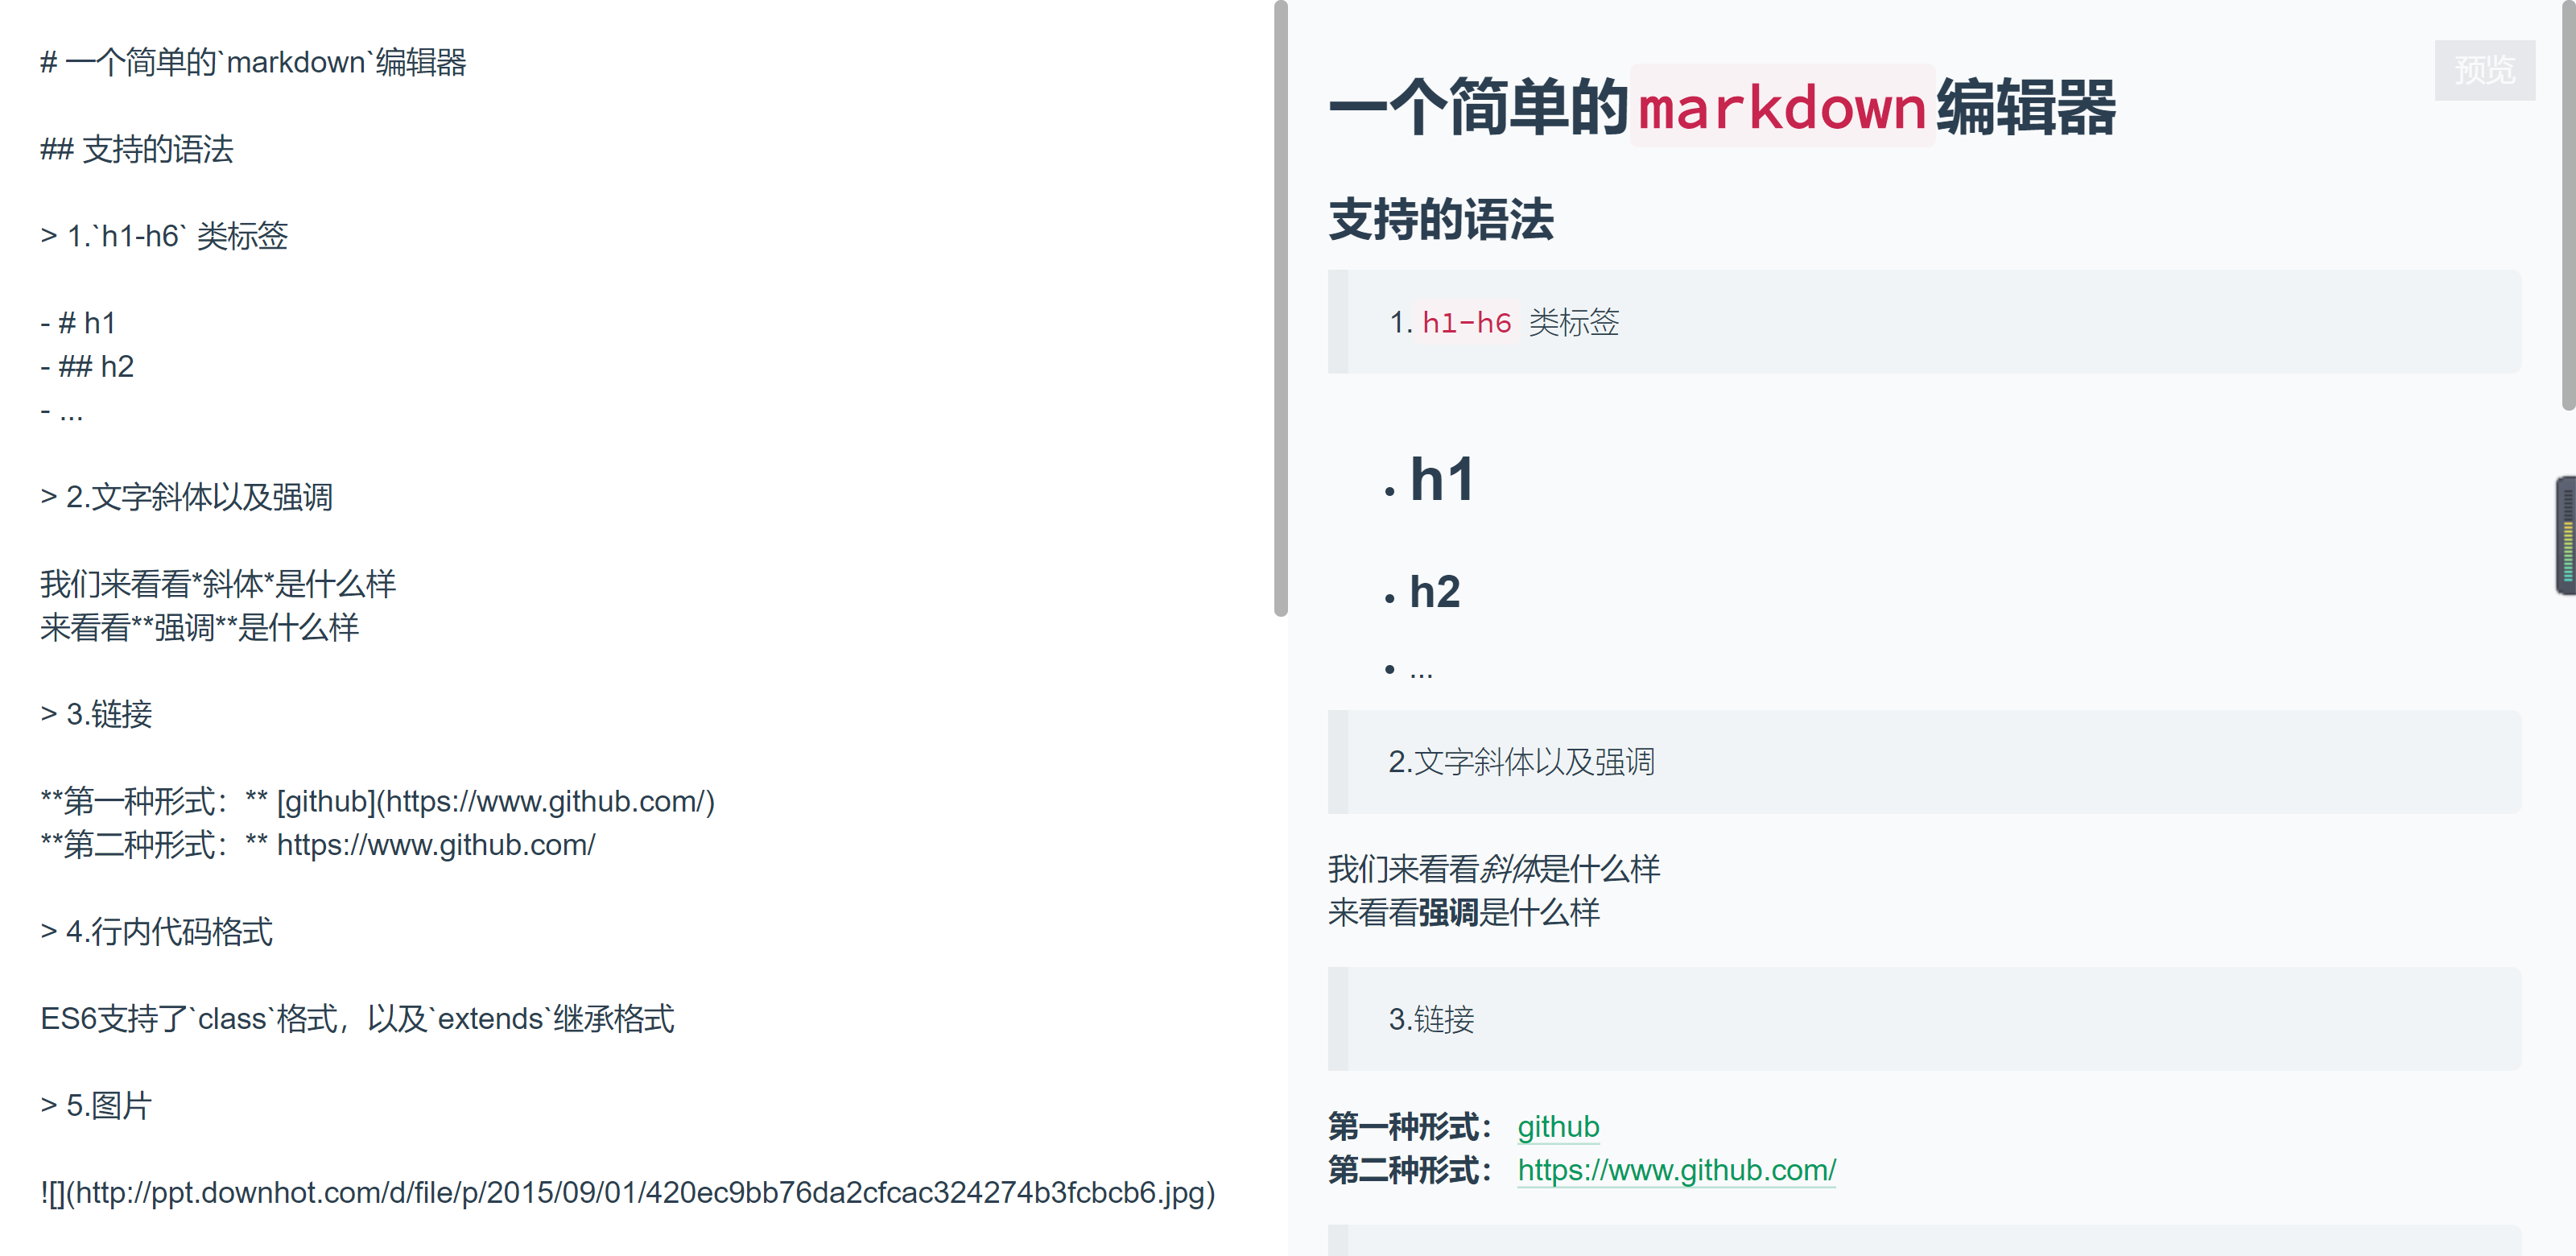 # 一个简单的`markdown`编辑器
## 支持的语法
> 1.`h1-h6` 类标签
- # h1
- ## h2
- ...
> 2.文字斜体以及强调
我们来看看*斜体*是什么样
来看看**强调**是什么样
> 3.链接
**第一种形式：** [github](https://www.github.com/)
**第二种形式：** https://www.github.com/
> 4.行内代码格式
ES6支持了`class`格式，以及`extends`继承格式
> 5.图片
![](http://ppt.downhot.com/d/file/p/2015/09/01/420ec9bb76da2cfcac324274b3fcbcb6.jpg)
预览
一个简单的markdown编辑器
支持的语法
1.h1-h6 类标签
• h1
• h2
• ...
2.文字斜体以及强调
我们来看看斜体是什么样
来看看强调是什么样
3.链接
第一种形式： github
第二种形式： https://www.github.com/